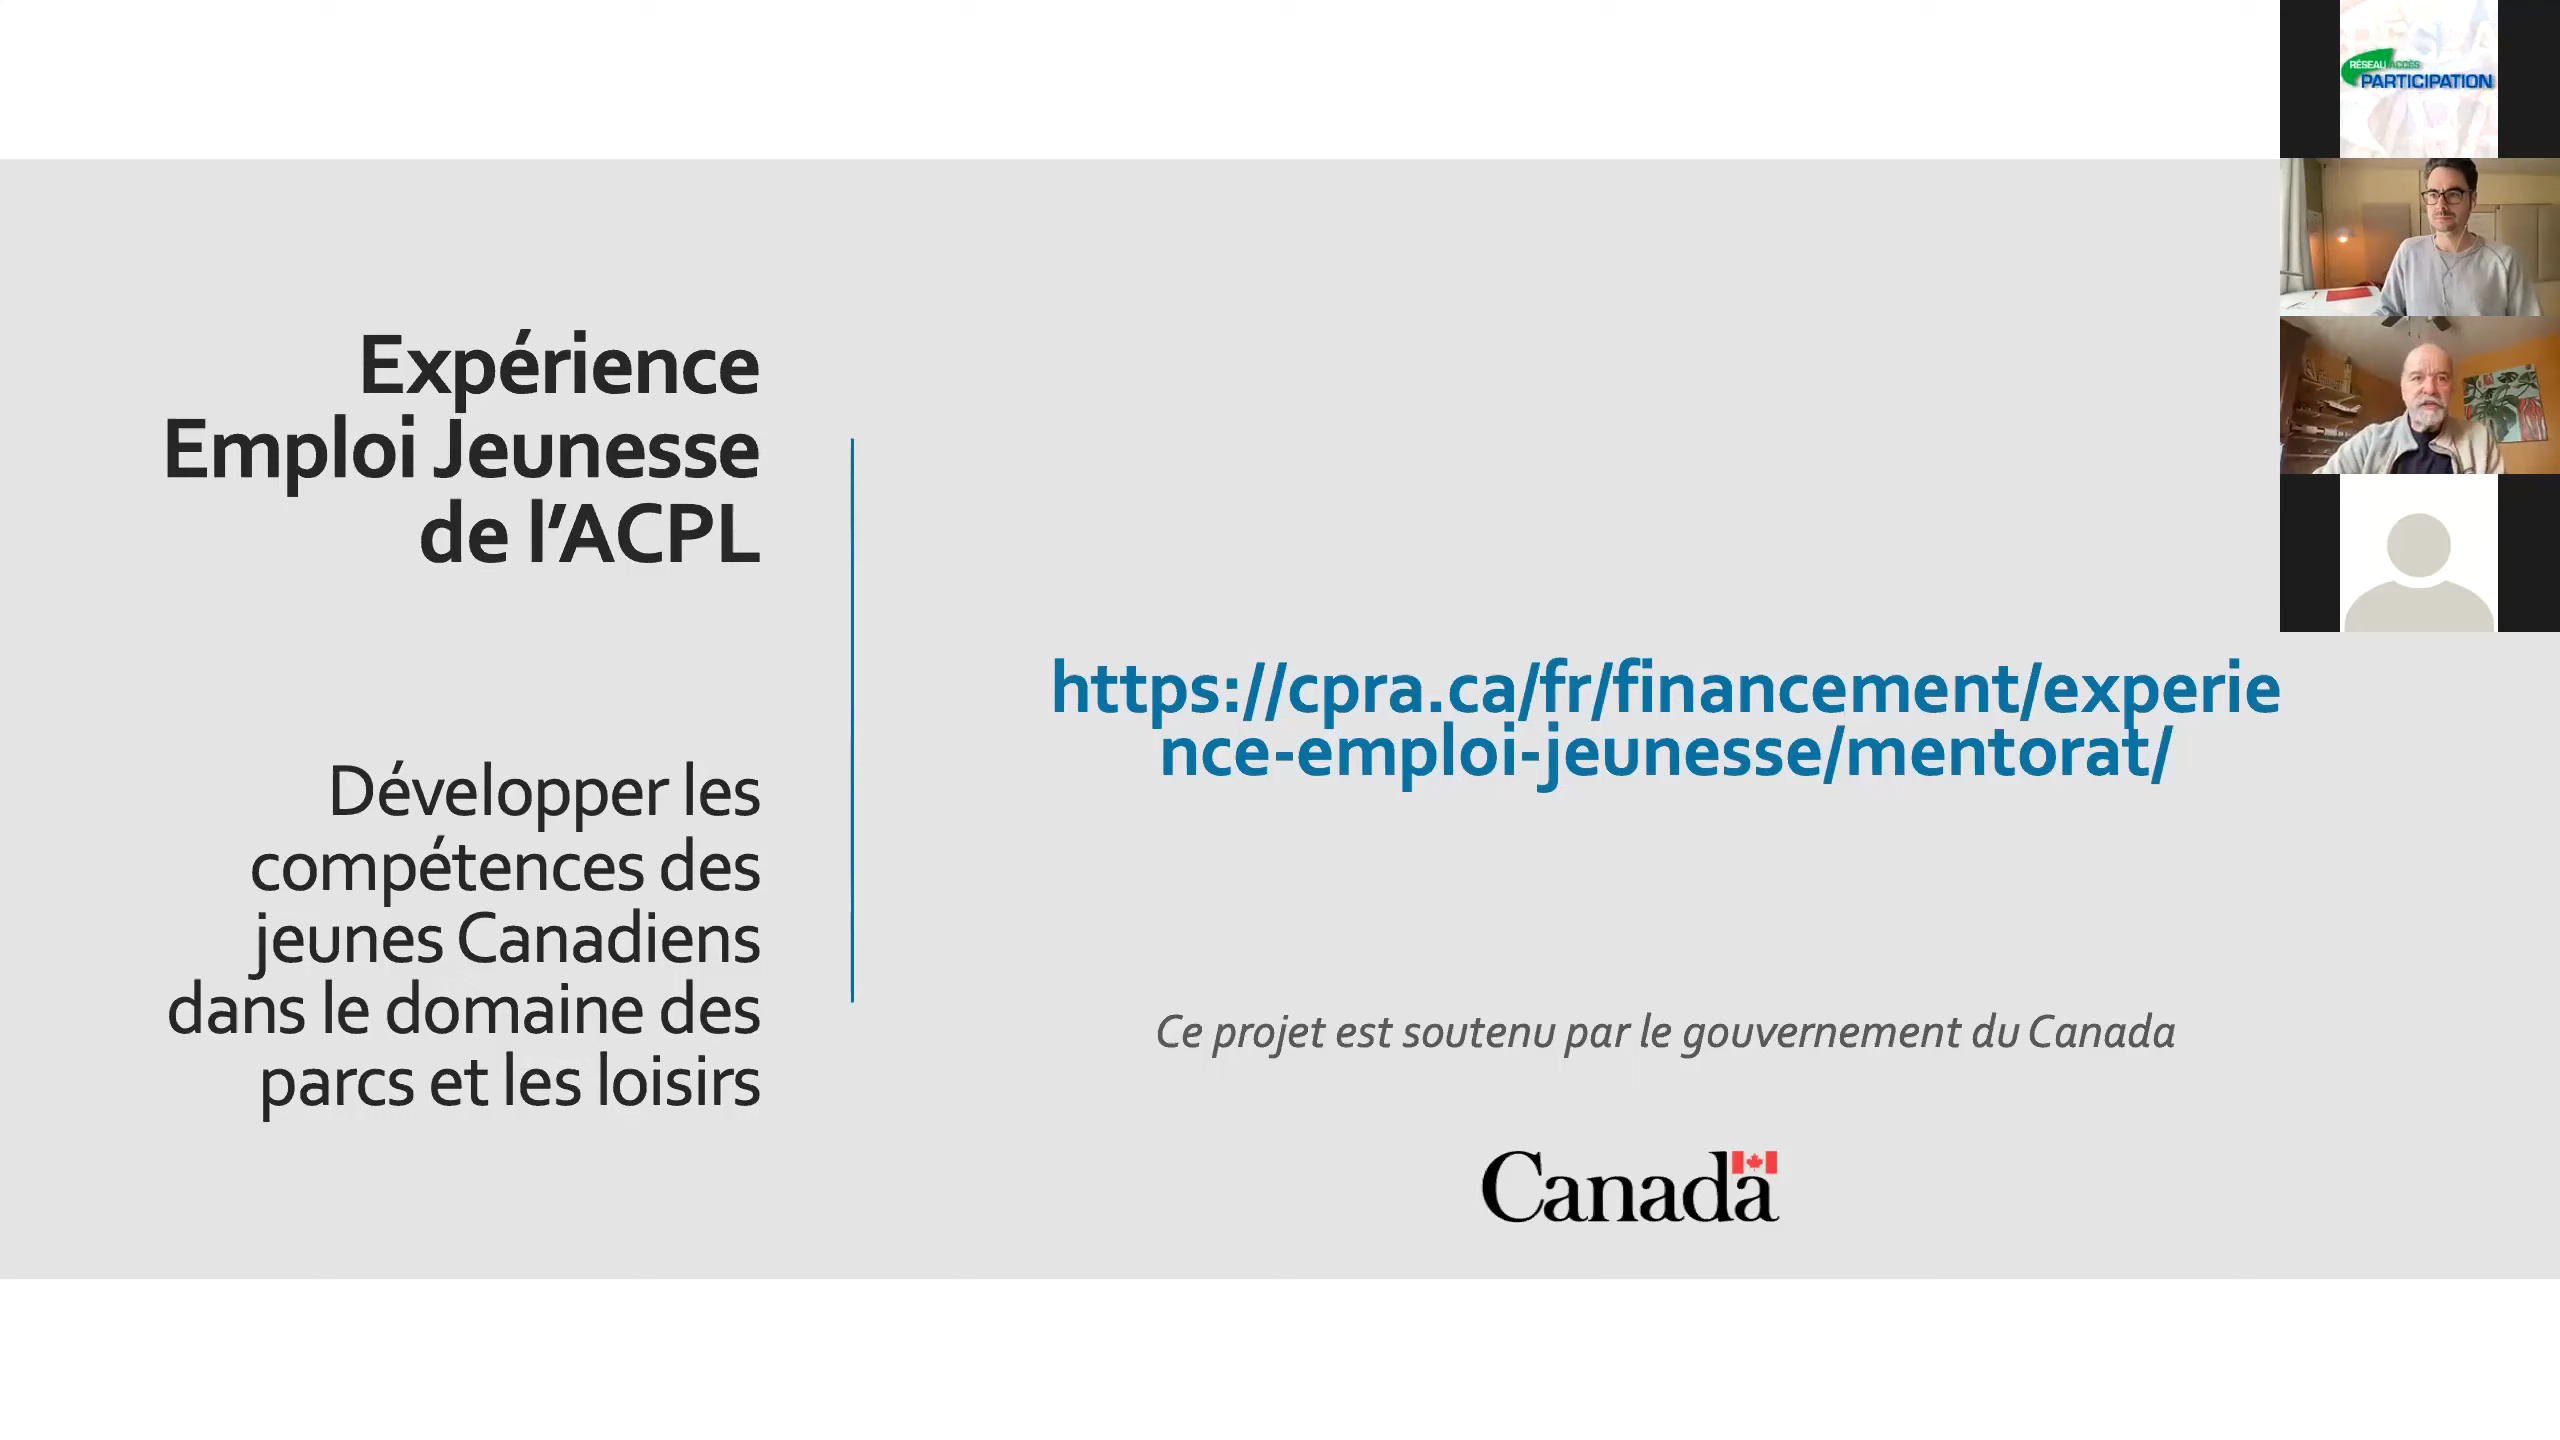 Expérience
Emploi Jeunesse
de l’ACPL
Développer les
compétences des
jeunes Canadiens
dans le domaine des
parcs et les loisirs
https://cpra.ca/fr/financement/experie
nce-emploi-jeunesse/mentorat/
Ce projet est soutenu par le gouvernement du Canada
Canada
RÉSEAU ACCÈS
PARTICIPATION